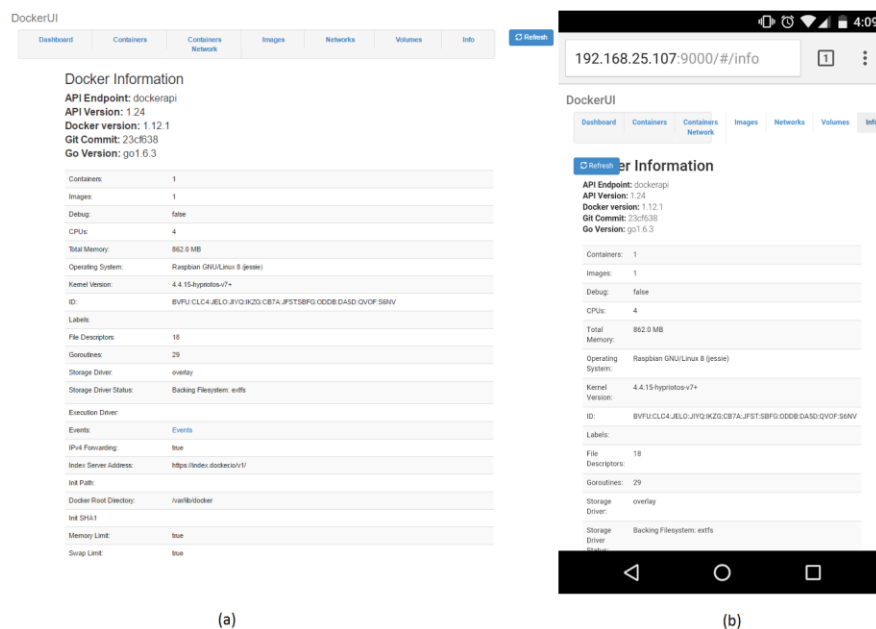 DockerUI
Dashboard Containers Containers Network Images Networks Volumes Info Refresh
Docker Information
API Endpoint: dockerapi
API Version: 1.24
Docker version: 1.12.1
Git Commit: 23cf638
Go Version: go1.6.3
Containers: 1
Images: 1
Debug: false
CPUs: 4
Total Memory: 862.0 MB
Operating System: Raspbian GNU/Linux 8 (jessie)
Kernel Version: 4.4.15-hypriotos-v7+
ID: BVFU:CLC4:JELO:JIYQ:IKZG:CB7A:JFST:SBFG:ODDB:DA5D:QVOF:S6NV
Labels:
File Descriptors: 18
Goroutines: 29
Storage Driver: overlay
Storage Driver Status: Backing Filesystem: extfs
Execution Driver:
Events: Events
IPv4 Forwarding: true
Index Server Address: https://index.docker.io/v1/
Init Path:
Docker Root Directory: /var/lib/docker
Init SHA1
Memory Limit: true
Swap Limit: true
(a)
4:09
192.168.25.107:9000/#/info 1
DockerUI
Dashboard Containers Containers Network Images Networks Volumes Info
Refresh er Information
API Endpoint: dockerapi
API Version: 1.24
Docker version: 1.12.1
Git Commit: 23cf638
Go Version: go1.6.3
Containers: 1
Images: 1
Debug: false
CPUs: 4
Total Memory: 862.0 MB
Operating System: Raspbian GNU/Linux 8 (jessie)
Kernel Version: 4.4.15-hypriotos-v7+
ID: BVFU:CLC4:JELO:JIYQ:IKZG:CB7A:JFST:SBFG:ODDB:DA5D:QVOF:S6NV
Labels:
File Descriptors: 18
Goroutines: 29
Storage Driver: overlay
Storage Driver Status: Backing Filesystem: extfs
(b)